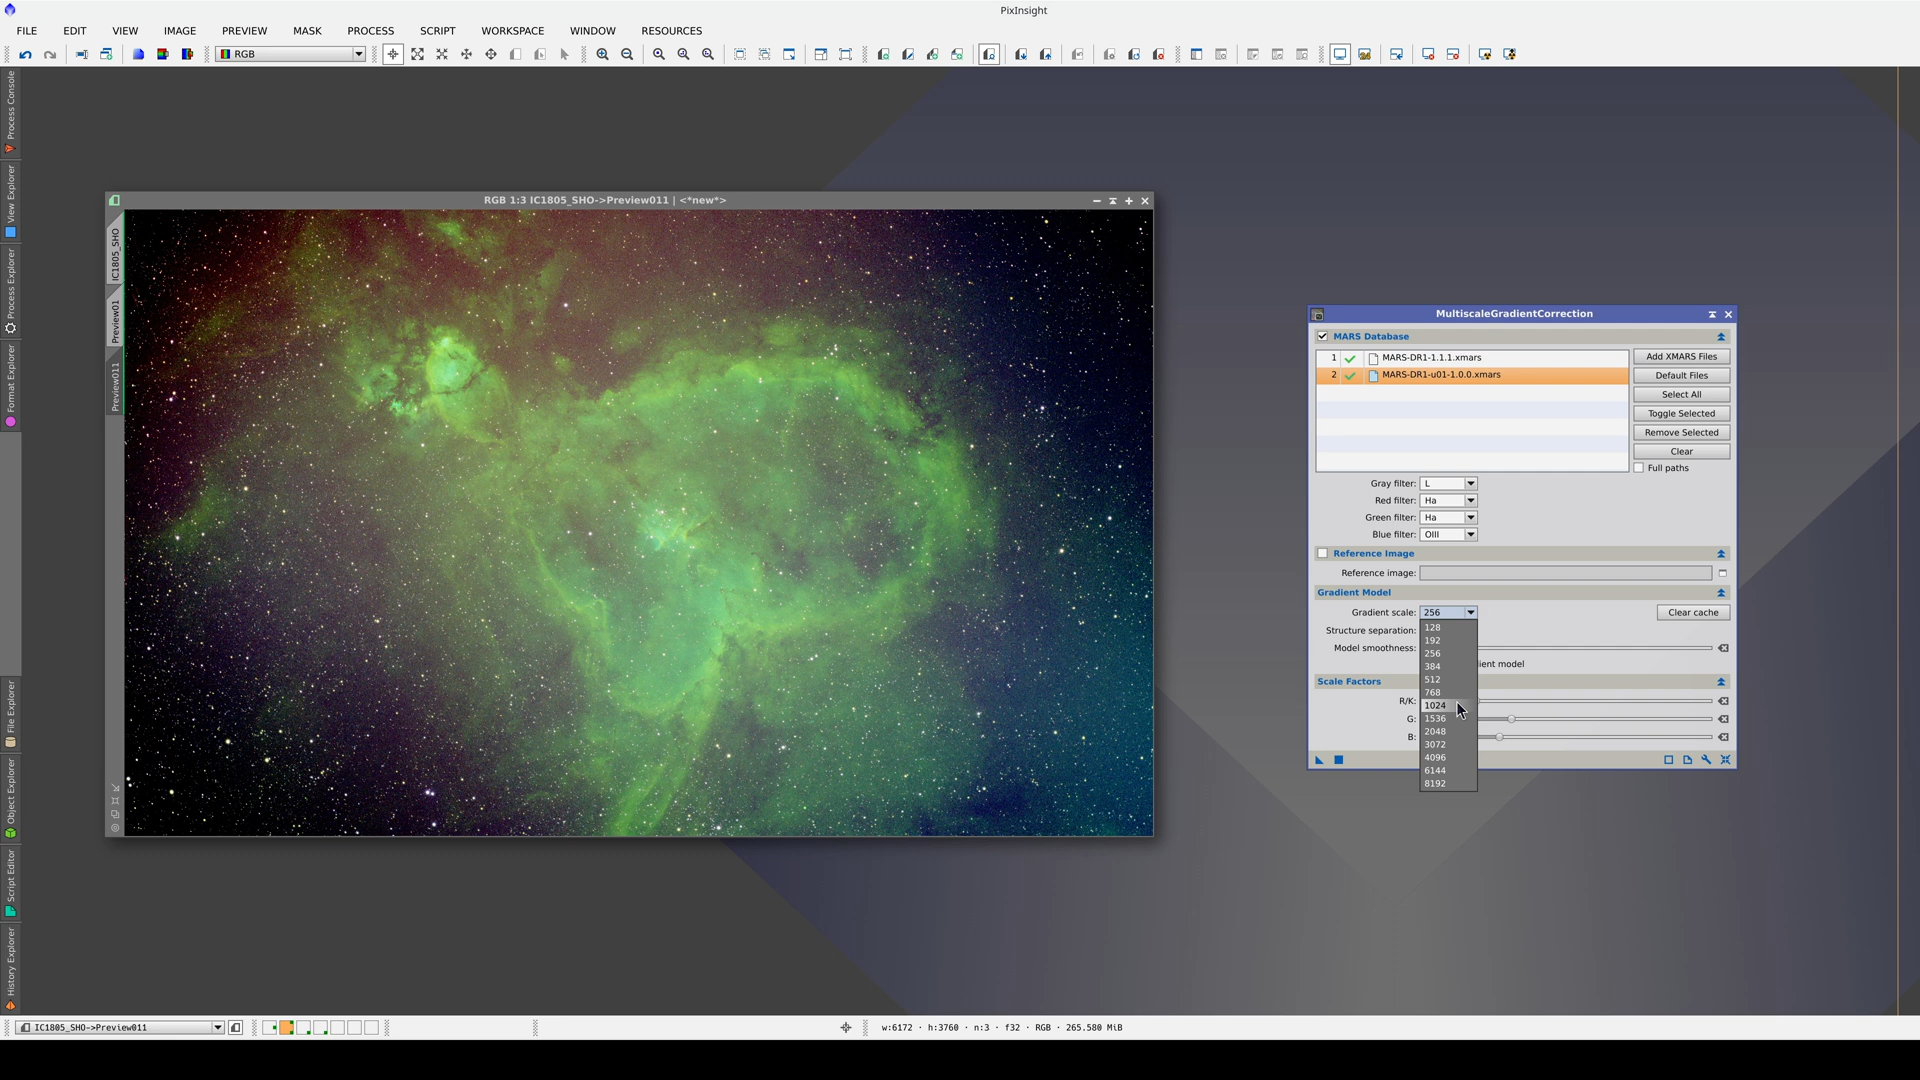 PixInsight
FILE EDIT VIEW IMAGE PREVIEW MASK PROCESS SCRIPT WORKSPACE WINDOW RESOURCES
RGB
Process Console
View Explorer
Process Explorer
Format Explorer
File Explorer
Object Explorer
Script Editor
History Explorer
RGB 1:3 IC1805_SHO->Preview011 | <*new*>
IC1805_SHO
Preview01
Preview011
MultiscaleGradientCorrection
MARS Database
1 MARS-DR1-1.1.1.xmars
2 MARS-DR1-u01-1.0.0.xmars
Add XMARS Files
Default Files
Select All
Toggle Selected
Remove Selected
Clear
Full paths
Gray filter: L
Red filter: Ha
Green filter: Ha
Blue filter: OIII
Reference Image
Reference image:
Gradient Model
Gradient scale: 256
Clear cache
Structure separation:
Model smoothness:
ient model
Scale Factors
R/K:
G:
B:
128
192
256
384
512
768
1024
1536
2048
3072
4096
6144
8192
IC1805_SHO->Preview011
w:6172 · h:3760 · n:3 · f32 · RGB · 265.580 MiB